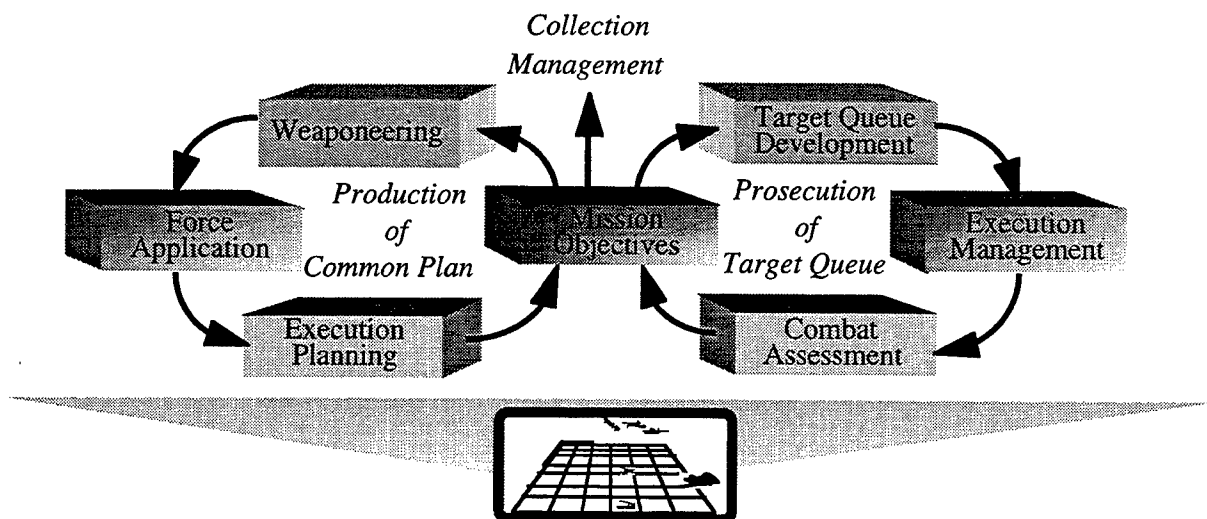 Collection
Management
Weaponeering
Target Queue
Development
Force
Application
Production
of
Common Plan
Mission
Objectives
Prosecution
of
Target Queue
Execution
Management
Execution
Planning
Combat
Assessment